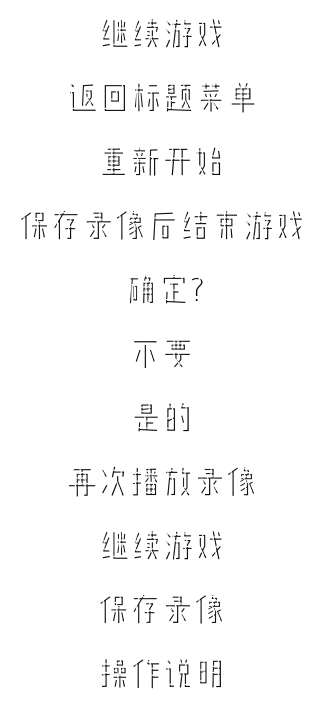 继续游戏
返回标题菜单
重新开始
保存录像后结束游戏
确定?
不要
是的
再次播放录像
继续游戏
保存录像
操作说明